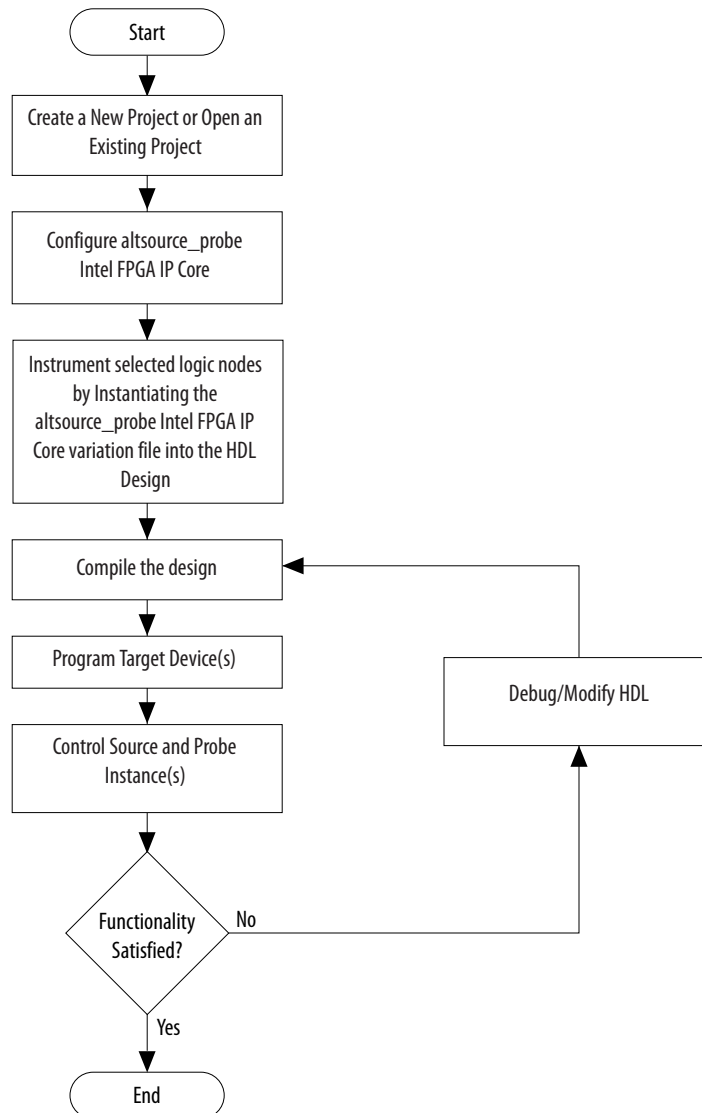 Start
Create a New Project or Open an
Existing Project
Configure altsource_probe
Intel FPGA IP Core
Instrument selected logic nodes
by Instantiating the
altsource_probe Intel FPGA IP
Core variation file into the HDL
Design
Compile the design
Program Target Device(s)
Debug/Modify HDL
Control Source and Probe
Instance(s)
Functionality
Satisfied?
No
Yes
End